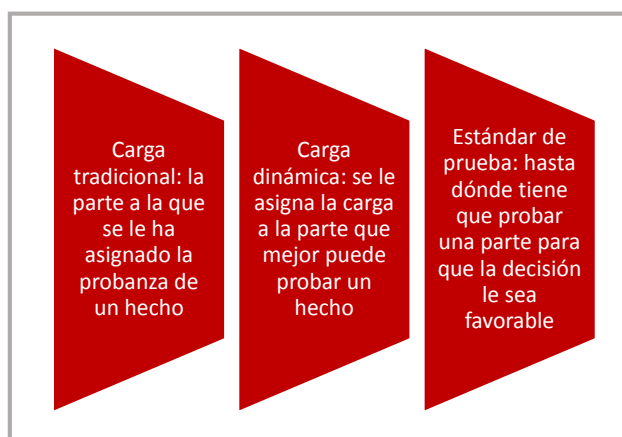 Carga
tradicional: la
parte a la que
se le ha
asignado la
probanza de
un hecho
Carga
dinámica: se le
asigna la carga
a la parte que
mejor puede
probar un
hecho
Estándar de
prueba: hasta
dónde tiene
que probar
una parte para
que la decisión
le sea
favorable